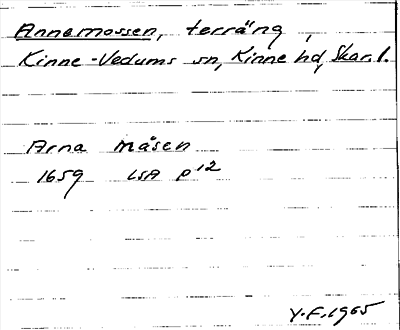 Annemossen, terräng,
Kinne-Vedums sn, Kinne hd, Skar. l.
Arna Måsen
1659 LSA P 12
Y.F. 1965